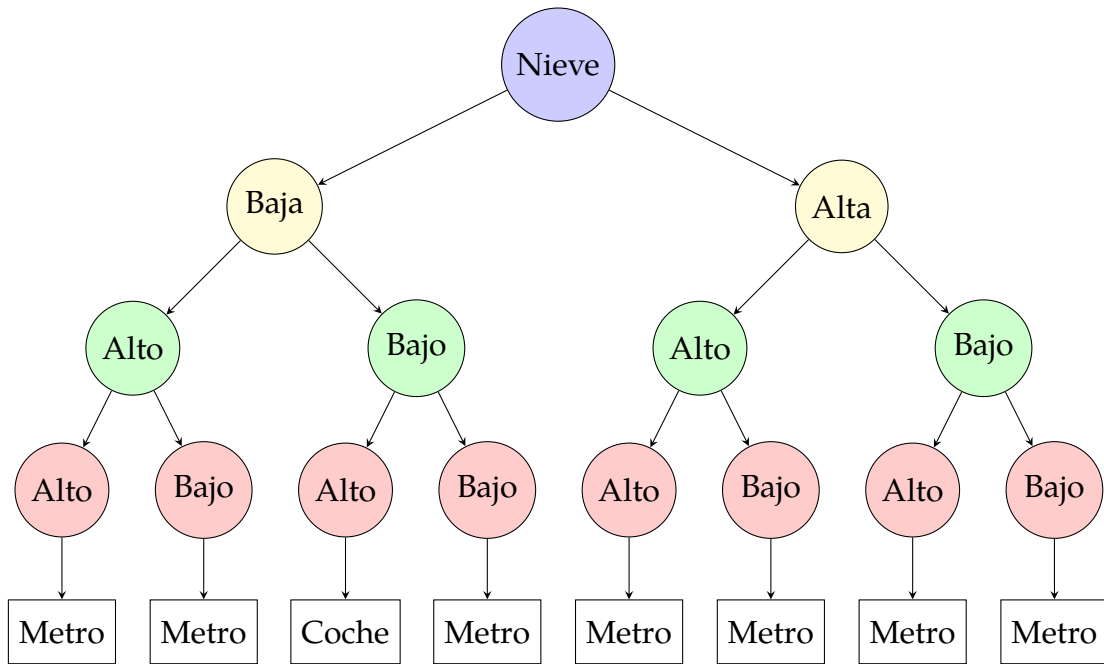 Nieve
Baja Alta
Alto Bajo Alto Bajo
Alto Bajo Alto Bajo Alto Bajo Alto Bajo
Metro Metro Coche Metro Metro Metro Metro Metro